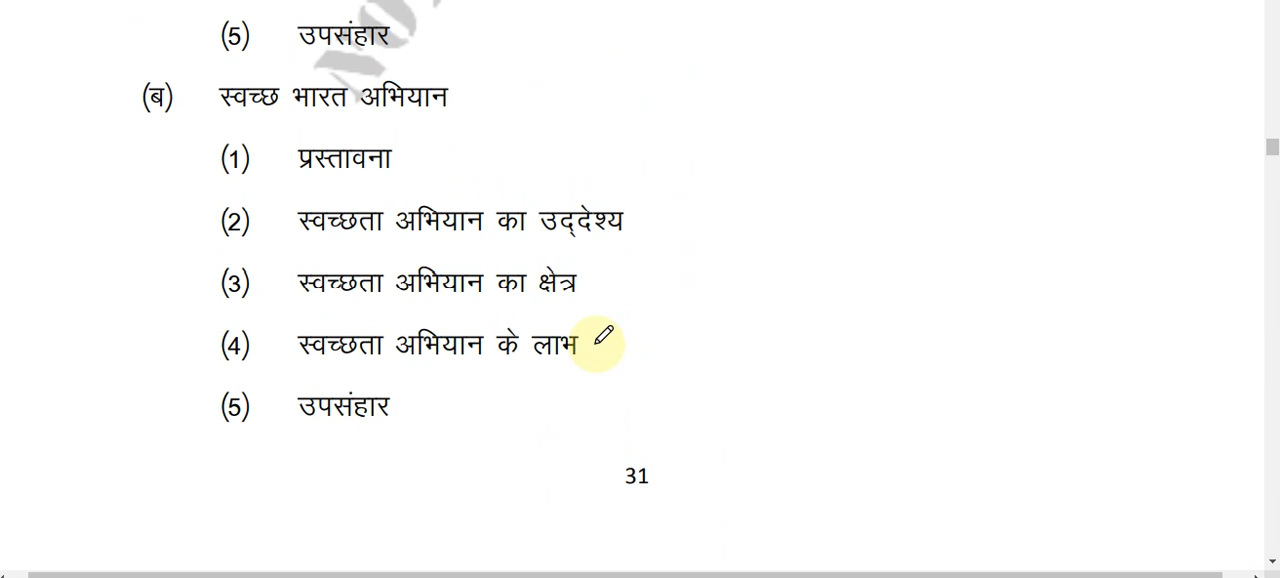 (5) उपसंहार
(ब) स्वच्छ भारत अभियान
(1) प्रस्तावना
(2) स्वच्छता अभियान का उद्‌देश्य
(3) स्वच्छता अभियान का क्षेत्र
(4) स्वच्छता अभियान के लाभ
(5) उपसंहार
31